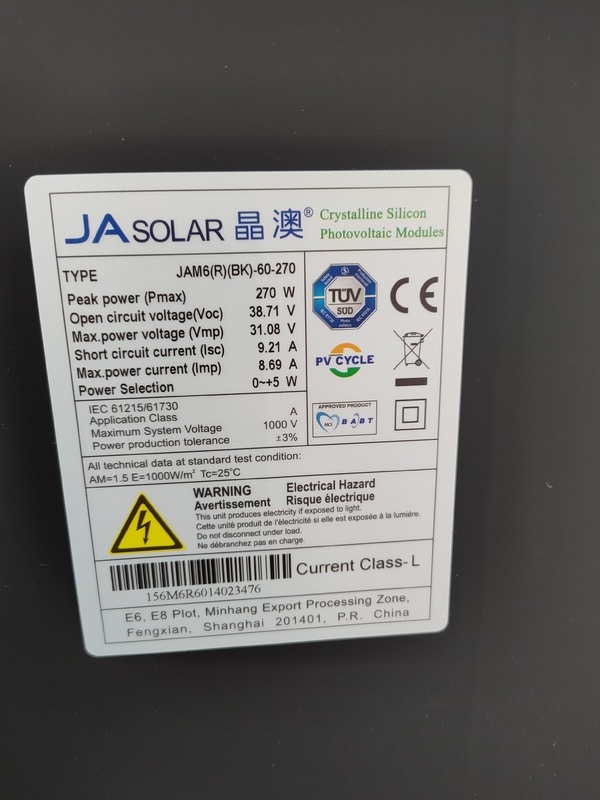 JA SOLAR 晶澳® Crystalline Silicon
Photovoltaic Modules
TYPE JAM6(R)(BK)-60-270
Peak power (Pmax) 270 W
Open circuit voltage(Voc) 38.71 V
Max.power voltage (Vmp) 31.08 V
Short circuit current (Isc) 9.21 A
Max.power current (Imp) 8.69 A
Power Selection 0~+5 W
TÜV
SÜD
CE
PV CYCLE
IEC 61215/61730
Application Class A
Maximum System Voltage 1000 V
Power production tolerance ±3%
APPROVED PRODUCT
MCS BABT
All technical data at standard test condition:
AM=1.5 E=1000W/m² Tc=25°C
WARNING Electrical Hazard
Avertissement Risque électrique
This unit produces electricity if exposed to light.
Cette unité produit de l'électricité si elle est exposée à la lumière.
Do not disconnect under load.
Ne débranchez pas en charge.
156M6R6014023476
Current Class- L
E6, E8 Plot, Minhang Export Processing Zone,
Fengxian, Shanghai 201401, P.R. China